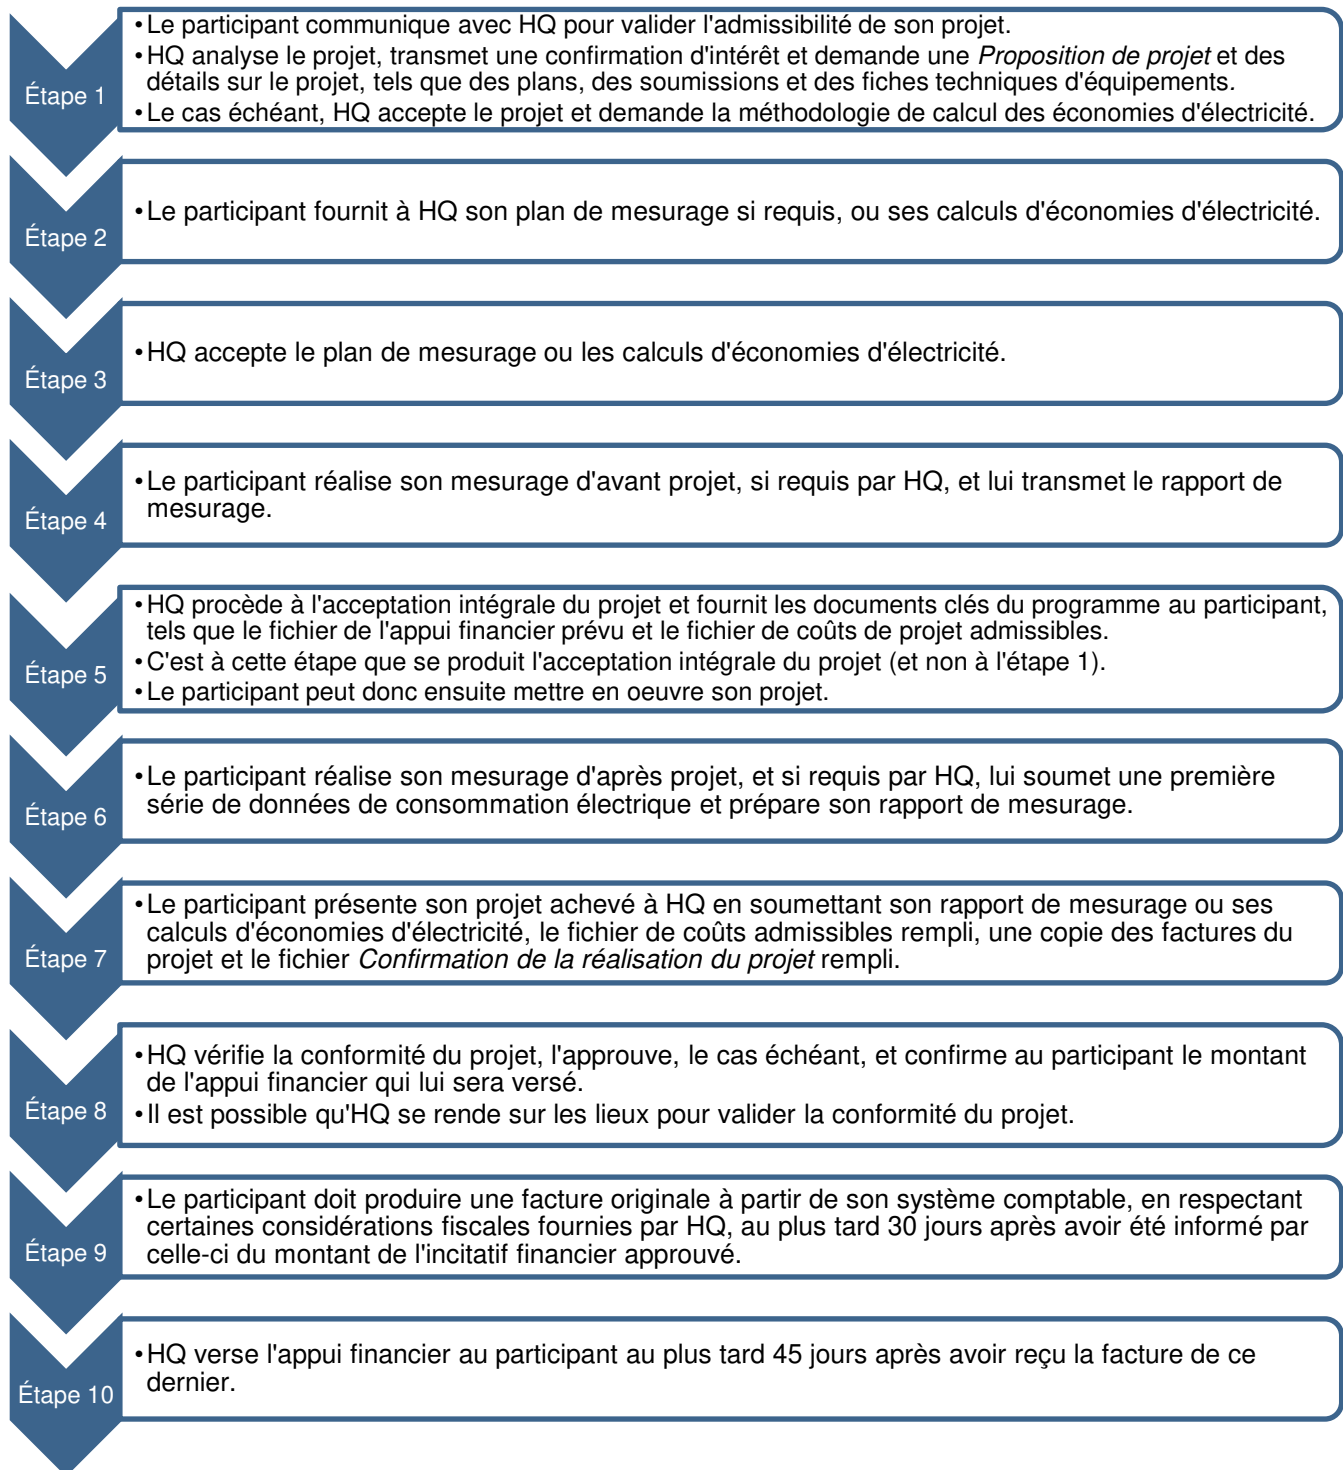 Étape 1
•Le participant communique avec HQ pour valider l'admissibilité de son projet.
•HQ analyse le projet, transmet une confirmation d'intérêt et demande une Proposition de projet et des
détails sur le projet, tels que des plans, des soumissions et des fiches techniques d'équipements.
•Le cas échéant, HQ accepte le projet et demande la méthodologie de calcul des économies d'électricité.
Étape 2
•Le participant fournit à HQ son plan de mesurage si requis, ou ses calculs d'économies d'électricité.
Étape 3
•HQ accepte le plan de mesurage ou les calculs d'économies d'électricité.
Étape 4
•Le participant réalise son mesurage d'avant projet, si requis par HQ, et lui transmet le rapport de
mesurage.
Étape 5
•HQ procède à l'acceptation intégrale du projet et fournit les documents clés du programme au participant,
tels que le fichier de l'appui financier prévu et le fichier de coûts de projet admissibles.
•C'est à cette étape que se produit l'acceptation intégrale du projet (et non à l'étape 1).
•Le participant peut donc ensuite mettre en oeuvre son projet.
Étape 6
•Le participant réalise son mesurage d'après projet, et si requis par HQ, lui soumet une première
série de données de consommation électrique et prépare son rapport de mesurage.
Étape 7
•Le participant présente son projet achevé à HQ en soumettant son rapport de mesurage ou ses
calculs d'économies d'électricité, le fichier de coûts admissibles rempli, une copie des factures du
projet et le fichier Confirmation de la réalisation du projet rempli.
Étape 8
•HQ vérifie la conformité du projet, l'approuve, le cas échéant, et confirme au participant le montant
de l'appui financier qui lui sera versé.
•Il est possible qu'HQ se rende sur les lieux pour valider la conformité du projet.
Étape 9
•Le participant doit produire une facture originale à partir de son système comptable, en respectant
certaines considérations fiscales fournies par HQ, au plus tard 30 jours après avoir été informé par
celle-ci du montant de l'incitatif financier approuvé.
Étape 10
•HQ verse l'appui financier au participant au plus tard 45 jours après avoir reçu la facture de ce
dernier.